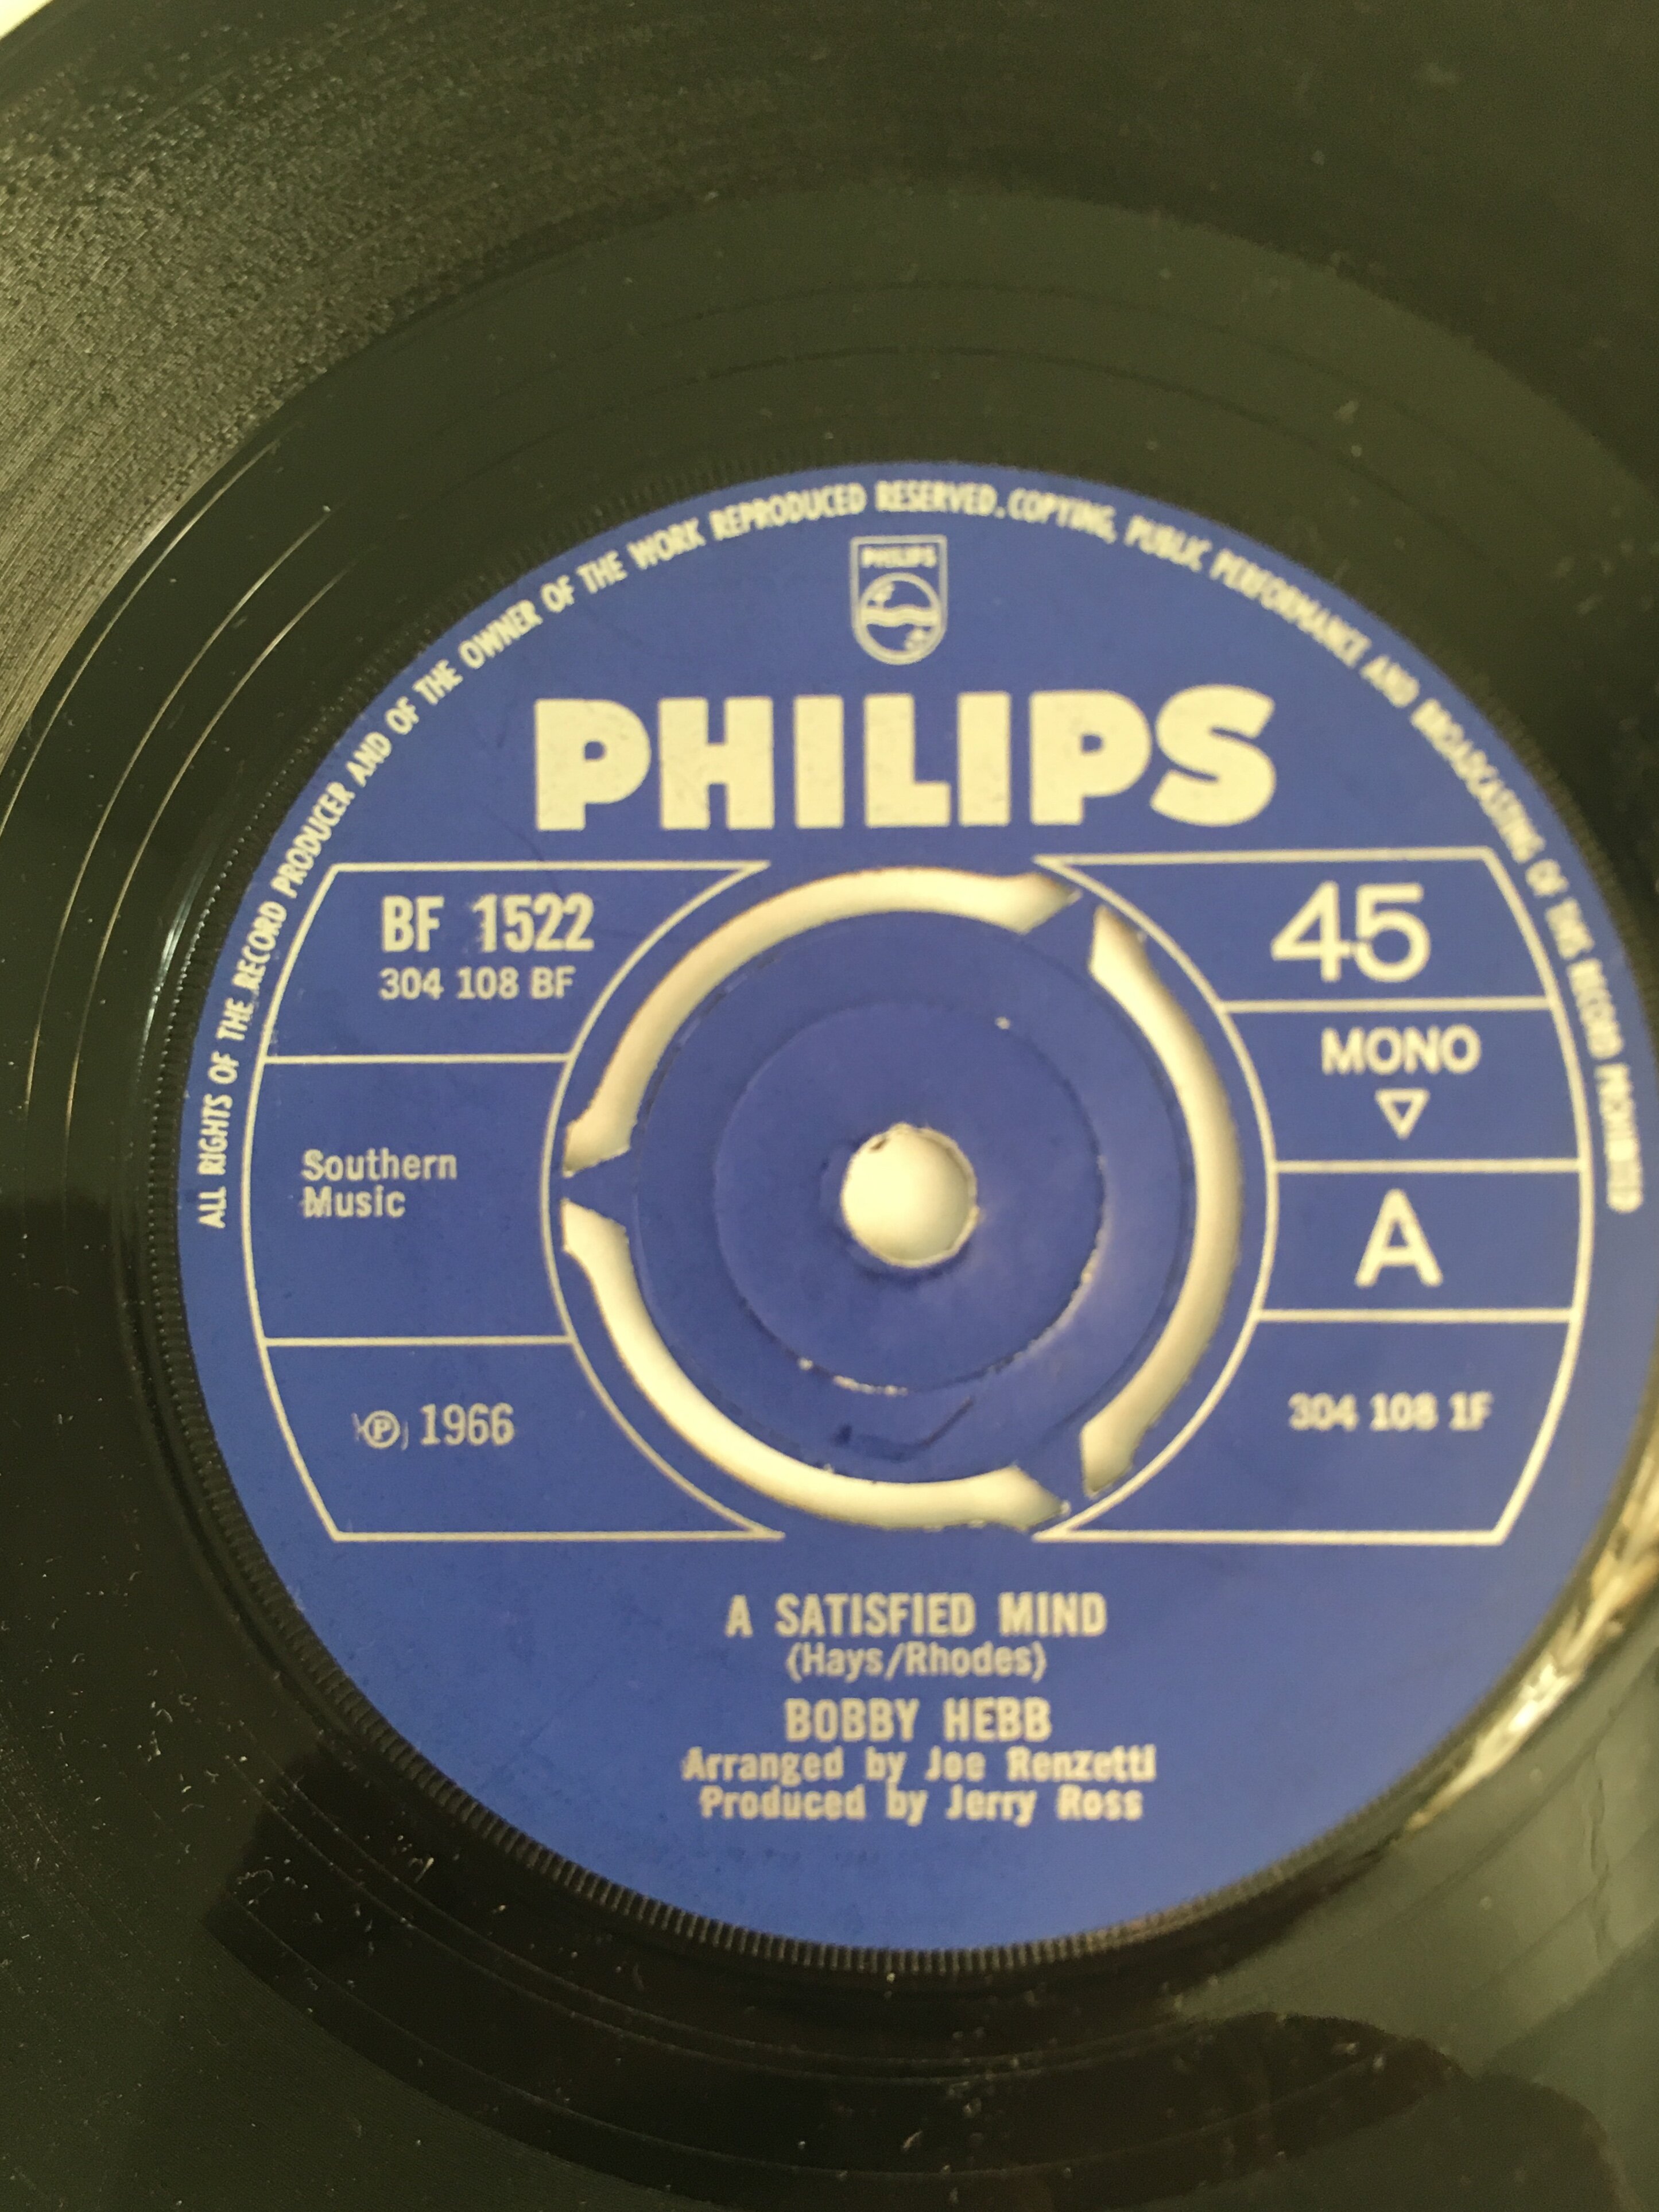 ALL RIGHTS OF THE RECORD PRODUCER AND OF THE OWNER OF THE WORK REPRODUCED RESERVED. COPYING, PUBLIC PERFORMANCE AND BROADCASTING OF THIS RECORD PROHIBITED
PHILIPS
PHILIPS
BF 1522
304 108 BF
Southern
Music
℗ 1966
45
MONO
A
304 108 1F
A SATISFIED MIND
(Hays/Rhodes)
BOBBY HEBB
Arranged by Joe Renzetti
Produced by Jerry Ross